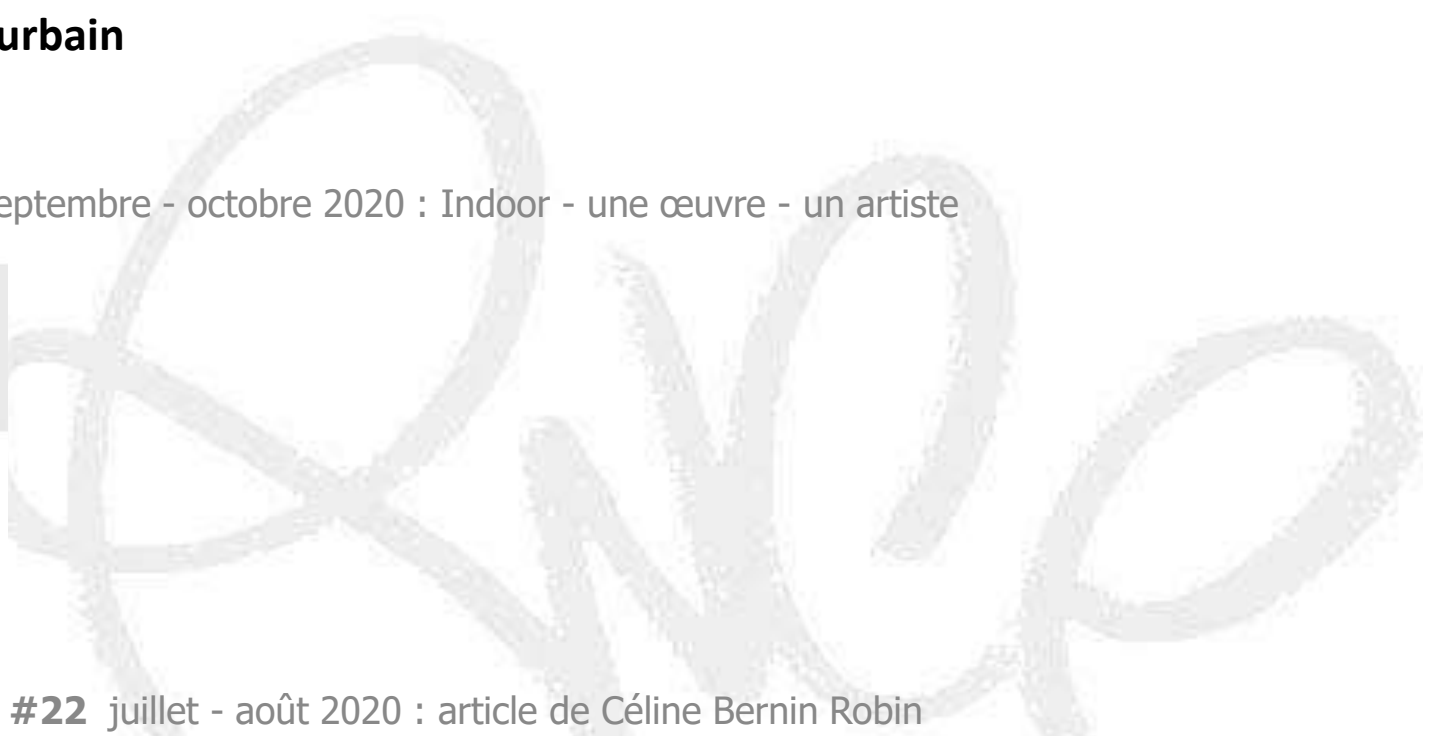 urbain
eptembre - octobre 2020 : Indoor - une œuvre - un artiste
#22 juillet - août 2020 : article de Céline Bernin Robin